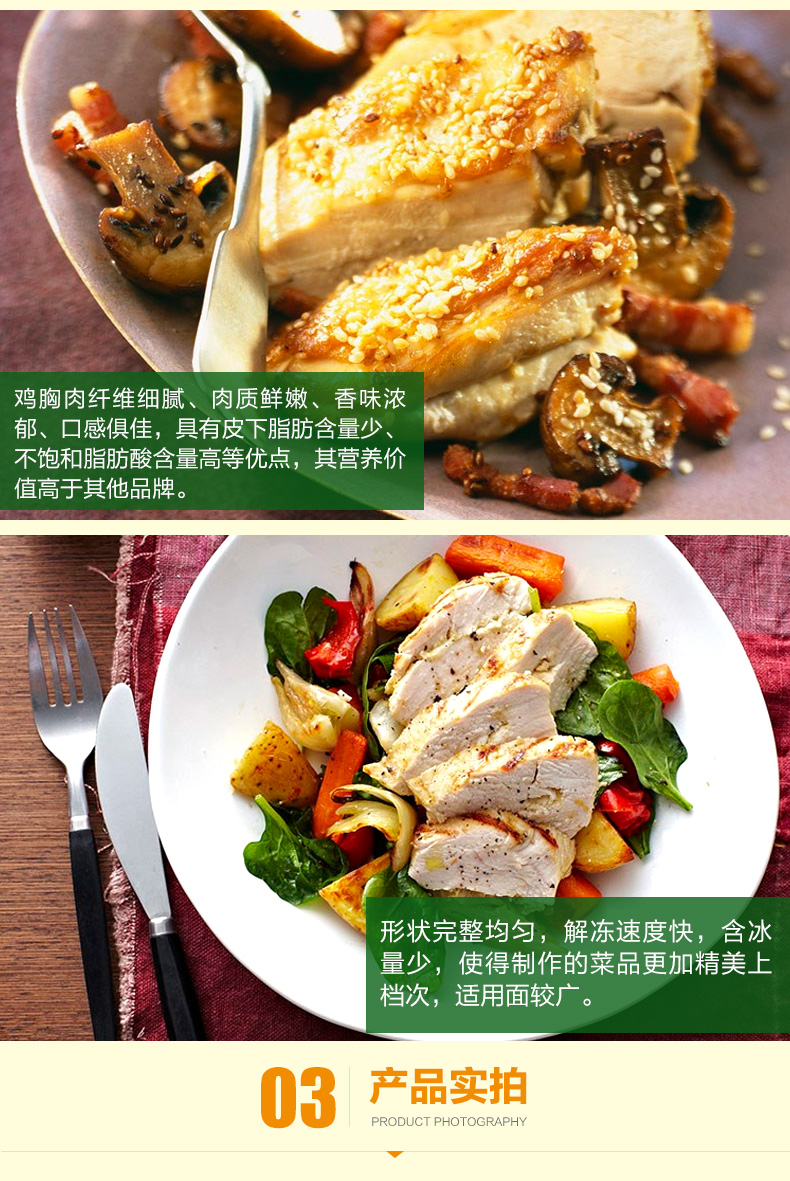 鸡胸肉纤维细腻、肉质鲜嫩、香味浓
郁、口感俱佳，具有皮下脂肪含量少、
不饱和脂肪酸含量高等优点，其营养价
值高于其他品牌。
形状完整均匀，解冻速度快，含冰
量少，使得制作的菜品更加精美上
档次，适用面较广。
03
产品实拍
PRODUCT PHOTOGRAPHY